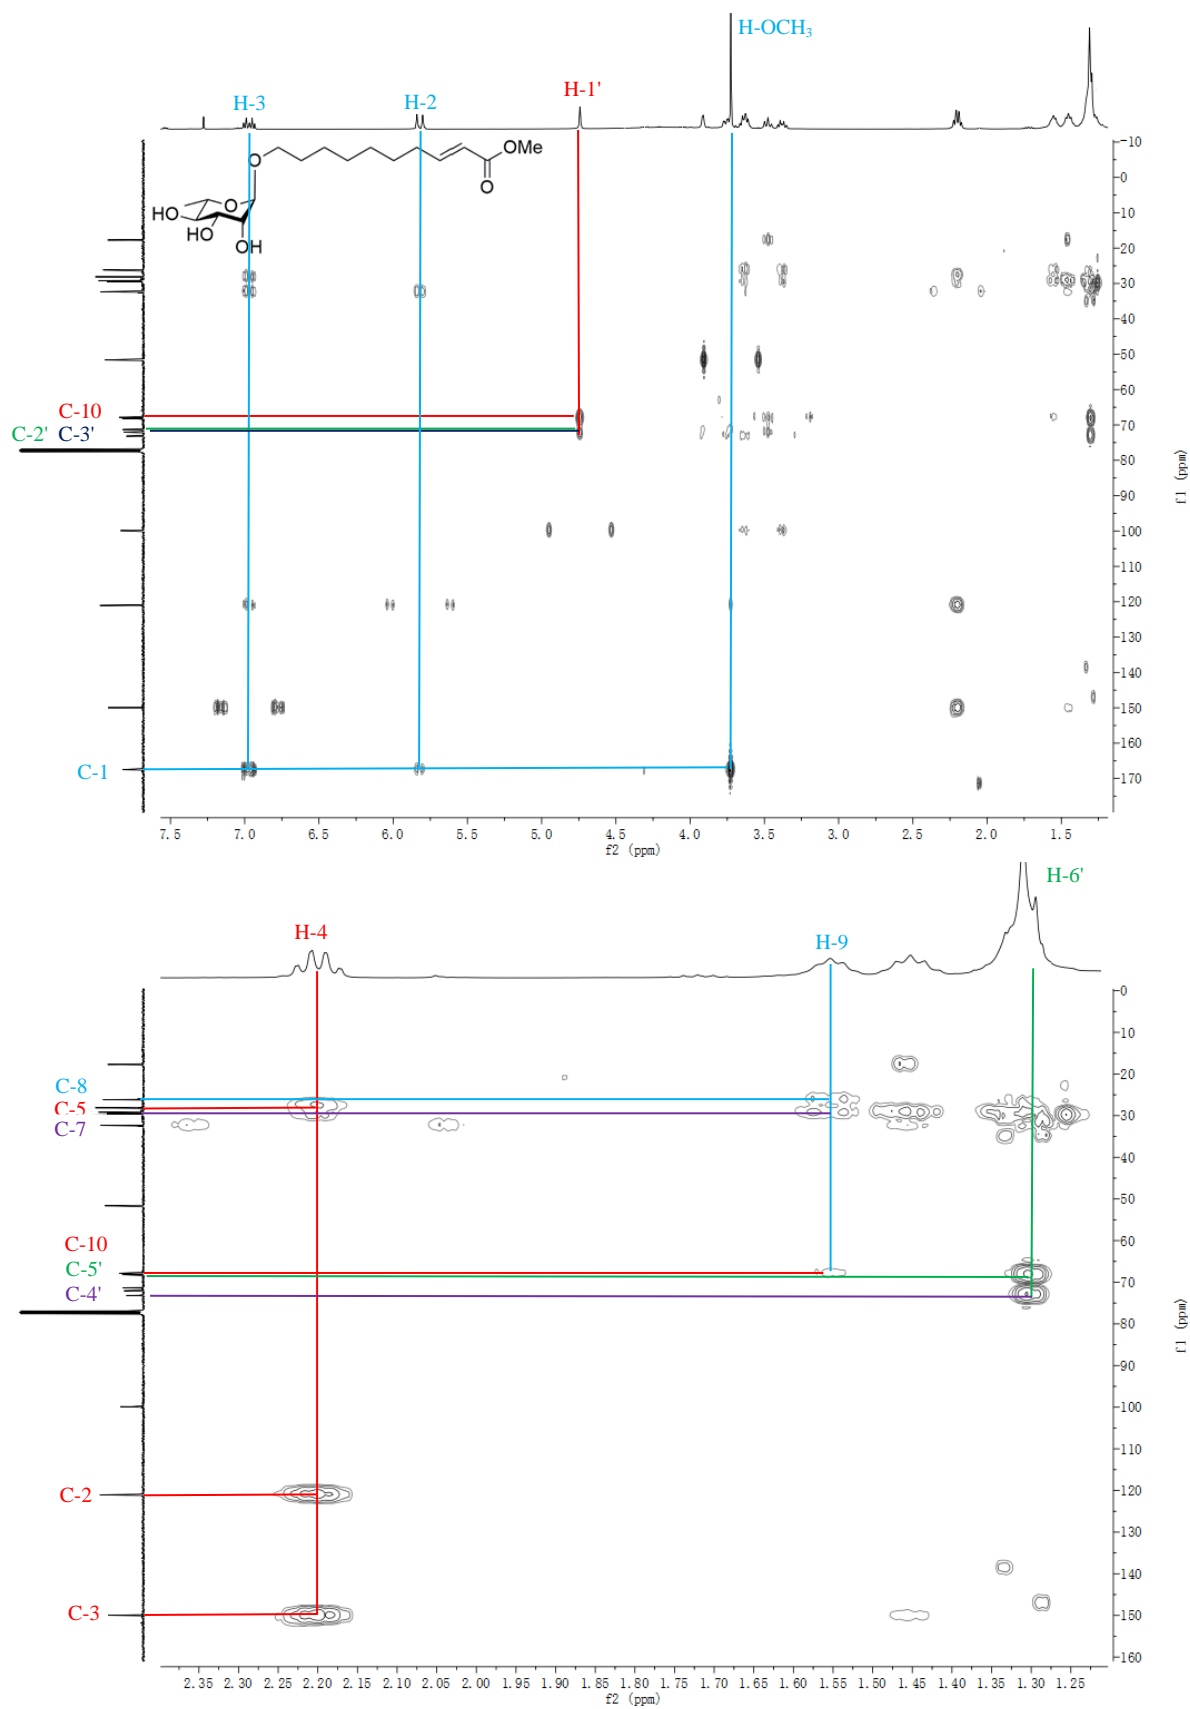 H-OCH3
H-3
H-2
H-1'
O
OMe
O
O
HO
HO
OH
-10
0
10
20
30
40
50
60
70
80
90
100
110
120
130
140
150
160
170
f1 (ppm)
C-10
C-2' C-3'
C-1
7.5 7.0 6.5 6.0 5.5 5.0 4.5 4.0 3.5 3.0 2.5 2.0 1.5
f2 (ppm)
H-6'
H-4
H-9
0
10
20
30
40
50
60
70
80
90
100
110
120
130
140
150
160
f1 (ppm)
C-8
C-5
C-7
C-10
C-5'
C-4'
C-2
C-3
2.35 2.30 2.25 2.20 2.15 2.10 2.05 2.00 1.95 1.90 1.85 1.80 1.75 1.70 1.65 1.60 1.55 1.50 1.45 1.40 1.35 1.30 1.25
f2 (ppm)